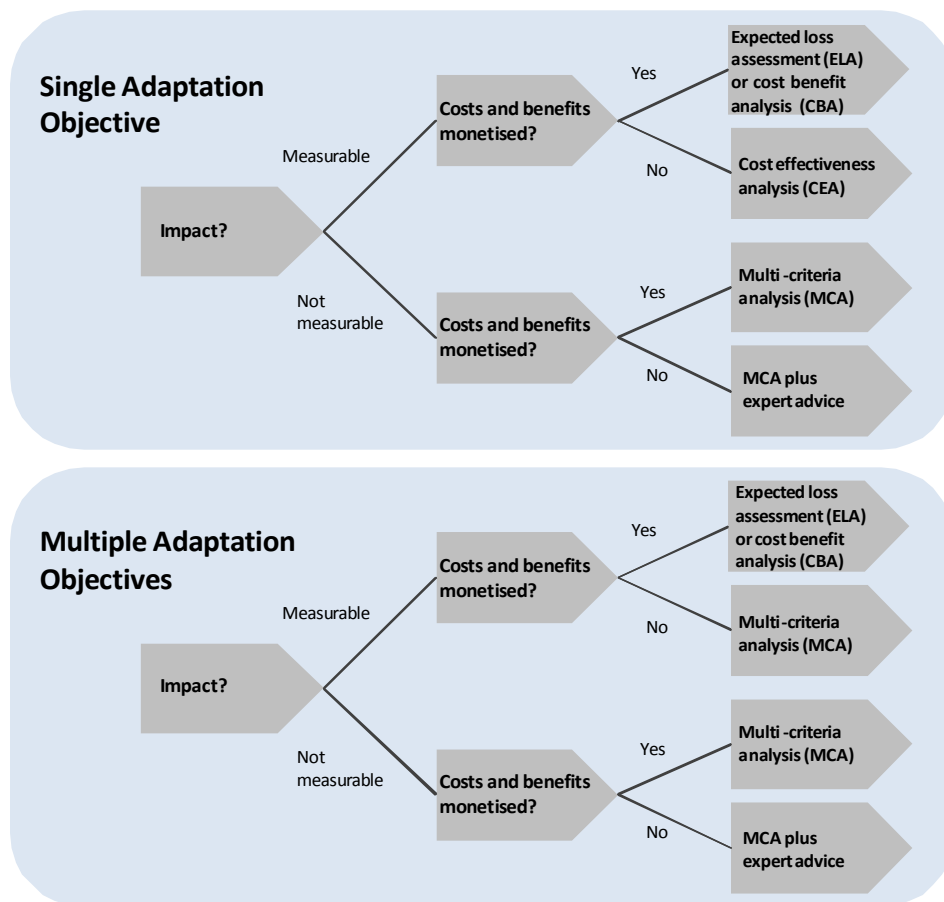 Single Adaptation
Objective
Impact?
Measurable
Not
measurable
Costs and benefits
monetised?
Yes
No
Expected loss
assessment (ELA)
or cost benefit
analysis (CBA)
Cost effectiveness
analysis (CEA)
Costs and benefits
monetised?
Yes
No
Multi -criteria
analysis (MCA)
MCA plus
expert advice
Multiple Adaptation
Objectives
Impact?
Measurable
Not
measurable
Costs and benefits
monetised?
Yes
No
Expected loss
assessment (ELA)
or cost benefit
analysis (CBA)
Multi-criteria
analysis (MCA)
Costs and benefits
monetised?
Yes
No
Multi -criteria
analysis (MCA)
MCA plus
expert advice